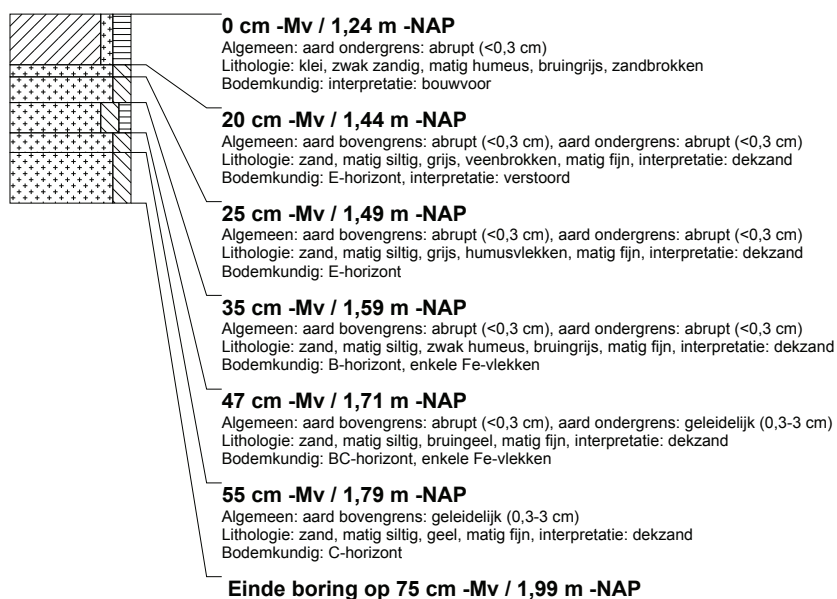 0 cm -Mv / 1,24 m -NAP
Algemeen: aard ondergrens: abrupt (<0,3 cm)
Lithologie: klei, zwak zandig, matig humeus, bruingrijs, zandbrokken
Bodemkundig: interpretatie: bouwvoor
20 cm -Mv / 1,44 m -NAP
Algemeen: aard bovengrens: abrupt (<0,3 cm), aard ondergrens: abrupt (<0,3 cm)
Lithologie: zand, matig siltig, grijs, veenbrokken, matig fijn, interpretatie: dekzand
Bodemkundig: E-horizont, interpretatie: verstoord
25 cm -Mv / 1,49 m -NAP
Algemeen: aard bovengrens: abrupt (<0,3 cm), aard ondergrens: abrupt (<0,3 cm)
Lithologie: zand, matig siltig, grijs, humusvlekken, matig fijn, interpretatie: dekzand
Bodemkundig: E-horizont
35 cm -Mv / 1,59 m -NAP
Algemeen: aard bovengrens: abrupt (<0,3 cm), aard ondergrens: abrupt (<0,3 cm)
Lithologie: zand, matig siltig, zwak humeus, bruingrijs, matig fijn, interpretatie: dekzand
Bodemkundig: B-horizont, enkele Fe-vlekken
47 cm -Mv / 1,71 m -NAP
Algemeen: aard bovengrens: abrupt (<0,3 cm), aard ondergrens: geleidelijk (0,3-3 cm)
Lithologie: zand, matig siltig, bruingeel, matig fijn, interpretatie: dekzand
Bodemkundig: BC-horizont, enkele Fe-vlekken
55 cm -Mv / 1,79 m -NAP
Algemeen: aard bovengrens: geleidelijk (0,3-3 cm)
Lithologie: zand, matig siltig, geel, matig fijn, interpretatie: dekzand
Bodemkundig: C-horizont
Einde boring op 75 cm -Mv / 1,99 m -NAP